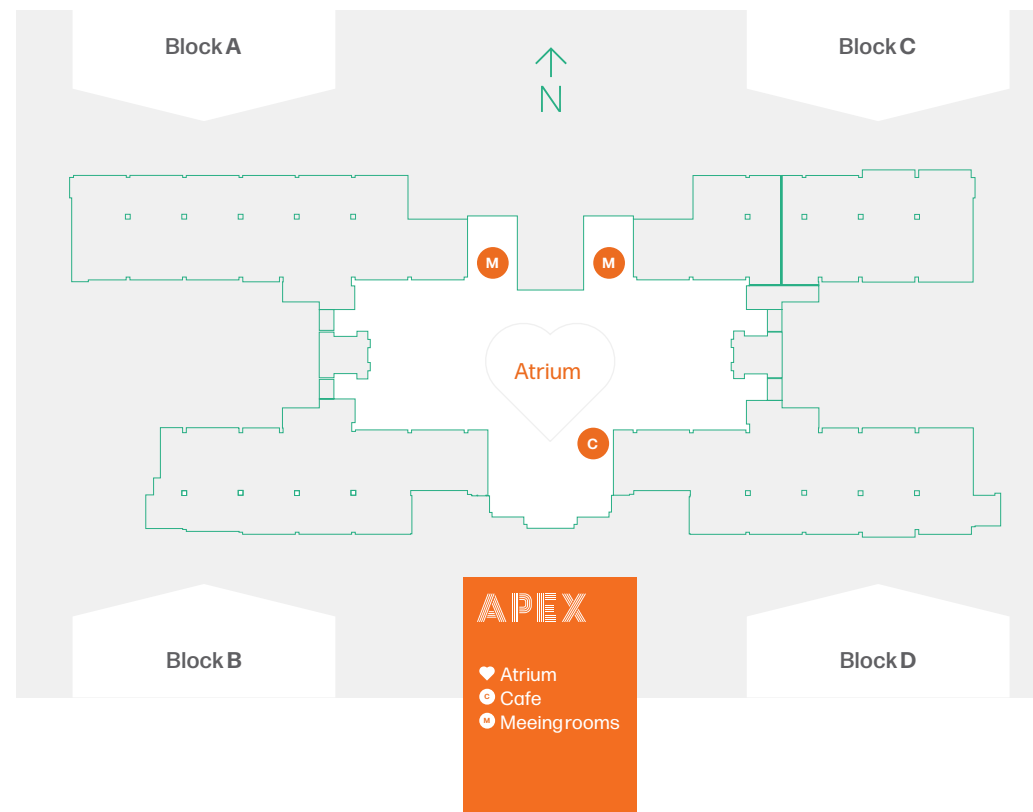 Block A
Block C
N
M
M
Atrium
C
APEX
Block B
Block D
Atrium
C Cafe
M Meeing rooms